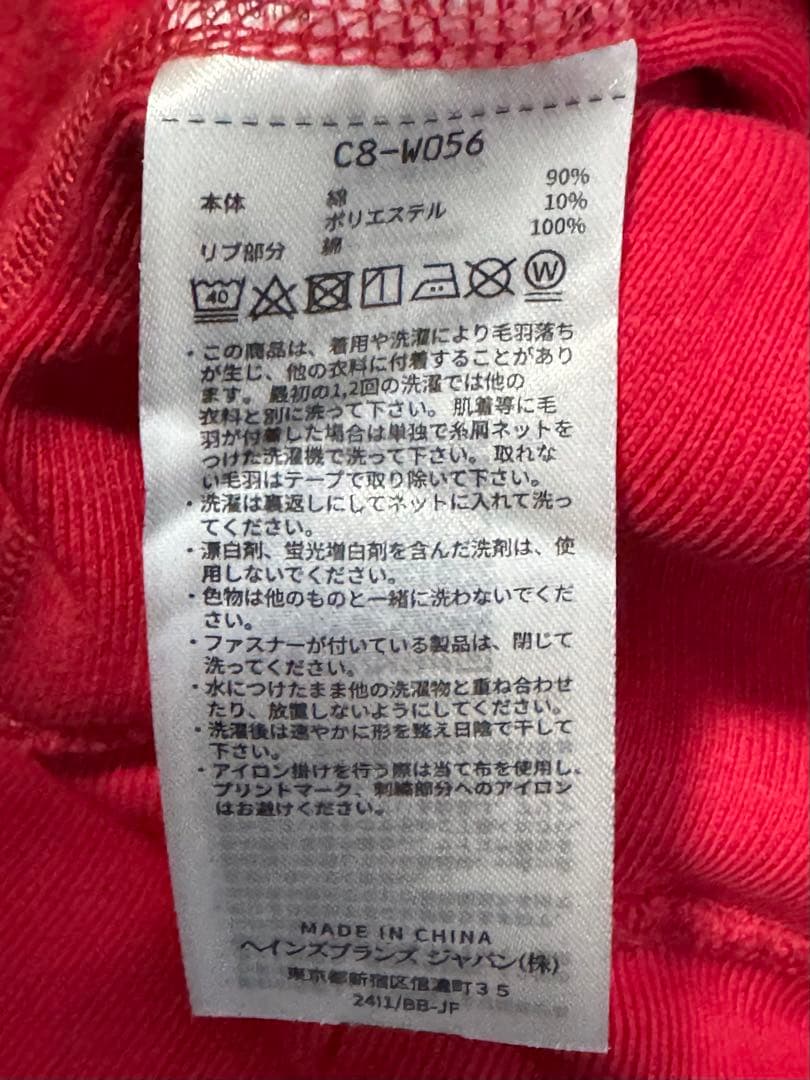 C8-W056
本体 綿 90%
ポリエステル 10%
リブ部分 綿 100%
40 W
・この商品は、着用や洗濯により毛羽落ち
が生じ、他の衣料に付着することがあり
ます。最初の1,2回の洗濯では他の
衣料と別に洗って下さい。肌着等に毛
羽が付着した場合は単独で糸屑ネットを
つけた洗濯機で洗って下さい。取れな
い毛羽はテープで取り除いて下さい。
・洗濯は裏返しにしてネットに入れて洗っ
てください。
・漂白剤、蛍光増白剤を含んだ洗剤は、使
用しないでください。
・色物は他のものと一緒に洗わないでくだ
さい。
・ファスナーが付いている製品は、閉じて
洗ってください。
・水につけたまま他の洗濯物と重ね合わせ
たり、放置しないようにしてください。
・洗濯後は速やかに形を整え日陰で干して
下さい。
・アイロン掛けを行う際は当て布を使用し、
プリントマーク、刺繍部分へのアイロン
はお避けください。
MADE IN CHINA
ヘインズブランズ ジャパン(株)
東京都新宿区信濃町35
2411/BB-JF